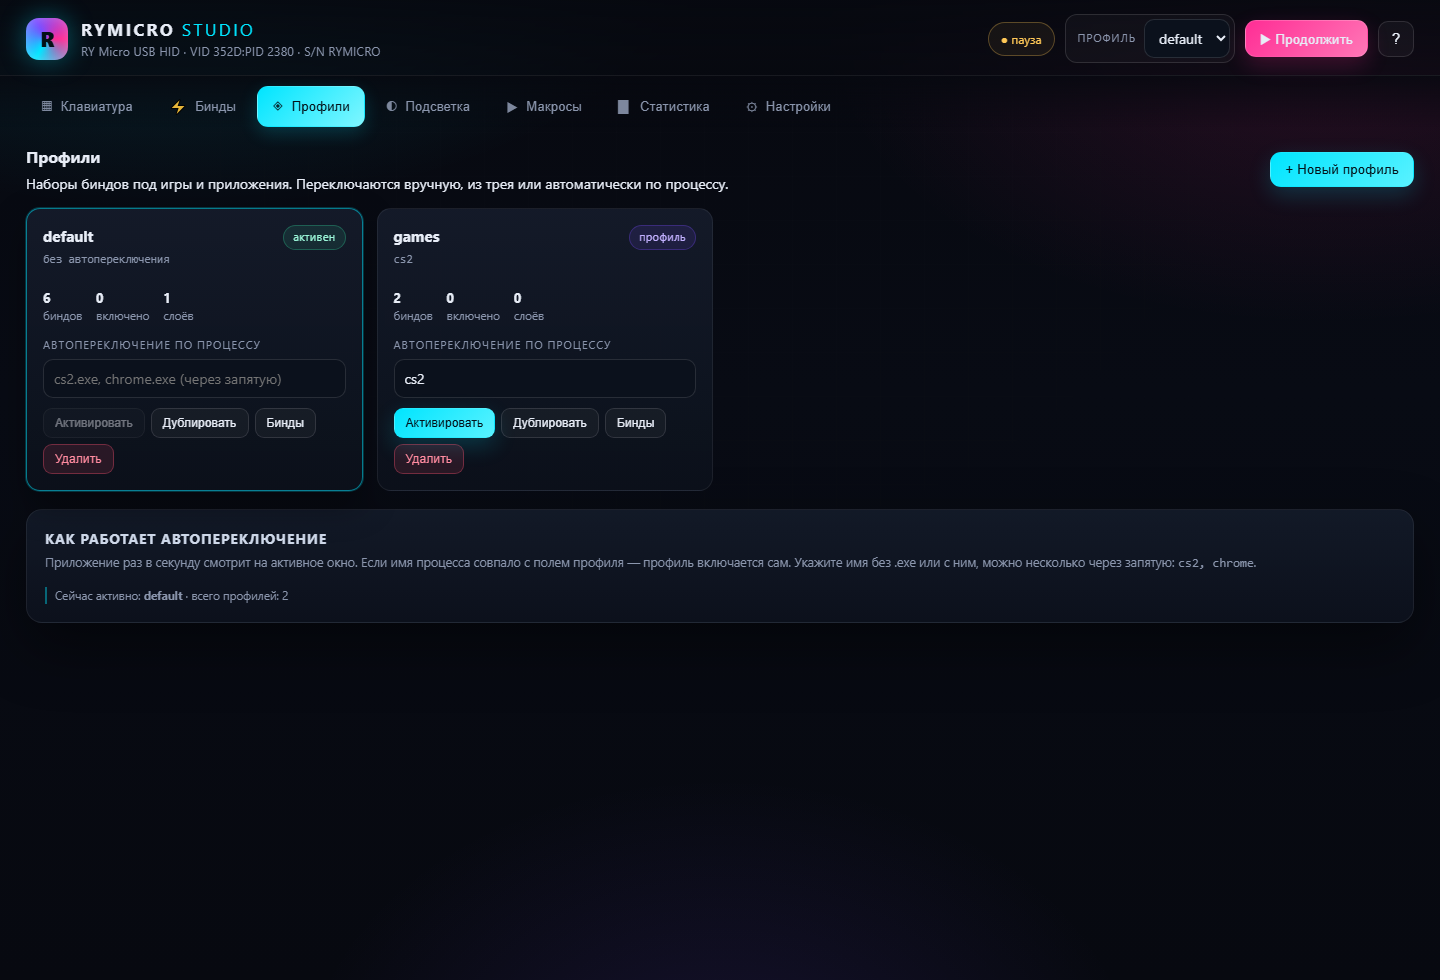 R
RYMICRO STUDIO
RY Micro USB HID · VID 352D:PID 2380 · S/N RYMICRO
● пауза
ПРОФИЛЬ default
▶ Продолжить
?
Клавиатура
Бинды
Профили
Подсветка
Макросы
Статистика
Настройки
Профили
Наборы биндов под игры и приложения. Переключаются вручную, из трея или автоматически по процессу.
+ Новый профиль
default
активен
без автопереключения
6 0 1
биндов включено слоёв
АВТОПЕРЕКЛЮЧЕНИЕ ПО ПРОЦЕССУ
cs2.exe, chrome.exe (через запятую)
Активировать Дублировать Бинды
Удалить
games
профиль
cs2
2 0 0
биндов включено слоёв
АВТОПЕРЕКЛЮЧЕНИЕ ПО ПРОЦЕССУ
cs2
Активировать Дублировать Бинды
Удалить
КАК РАБОТАЕТ АВТОПЕРЕКЛЮЧЕНИЕ
Приложение раз в секунду смотрит на активное окно. Если имя процесса совпало с полем профиля — профиль включается сам. Укажите имя без .exe или с ним, можно несколько через запятую: cs2, chrome.
Сейчас активно: default · всего профилей: 2